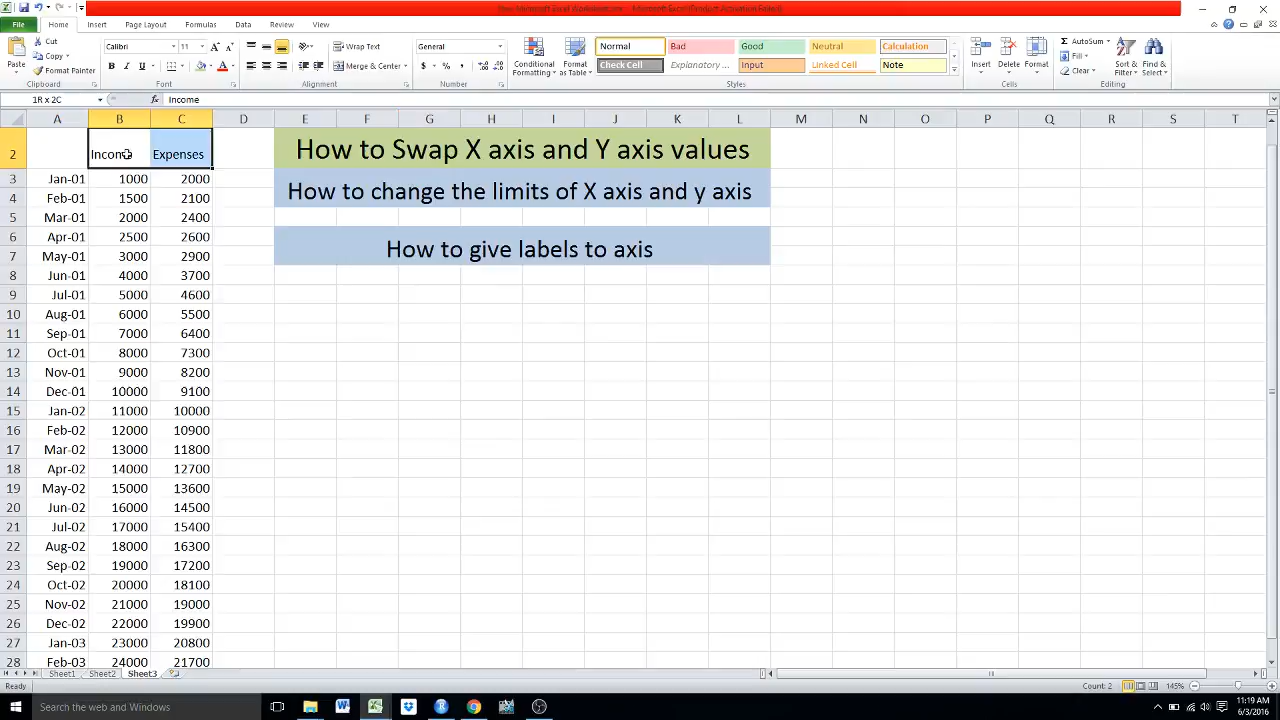 New Microsoft Excel Worksheet.xlsx - Microsoft Excel (Product Activation Failed)
Home Insert Page Layout Formulas Data Review View
Cut
Copy
Format Painter
Paste
Clipboard
Calibri 11
B I U
Font
Wrap Text
Merge & Center
Alignment
General
$ % ,
Number
Conditional Formatting
Format as Table
Normal Bad Good Neutral Calculation
Check Cell Explanatory ... Input Linked Cell Note
Styles
Insert Delete Format
Cells
Σ AutoSum
Fill
Clear
Sort & Filter
Find & Select
Editing
1R x 2C fx Income
A B C D E F G H I J K L M N O P Q R S T
2 Income Expenses How to Swap X axis and Y axis values
3 Jan-01 1000 2000 How to change the limits of X axis and y axis
4 Feb-01 1500 2100
5 Mar-01 2000 2400
6 Apr-01 2500 2600 How to give labels to axis
7 May-01 3000 2900
8 Jun-01 4000 3700
9 Jul-01 5000 4600
10 Aug-01 6000 5500
11 Sep-01 7000 6400
12 Oct-01 8000 7300
13 Nov-01 9000 8200
14 Dec-01 10000 9100
15 Jan-02 11000 10000
16 Feb-02 12000 10900
17 Mar-02 13000 11800
18 Apr-02 14000 12700
19 May-02 15000 13600
20 Jun-02 16000 14500
21 Jul-02 17000 15400
22 Aug-02 18000 16300
23 Sep-02 19000 17200
24 Oct-02 20000 18100
25 Nov-02 21000 19000
26 Dec-02 22000 19900
27 Jan-03 23000 20800
28 Feb-03 24000 21700
Sheet1 Sheet2 Sheet3
Ready Count: 2 145%
Search the web and Windows
11:19 AM
6/3/2016